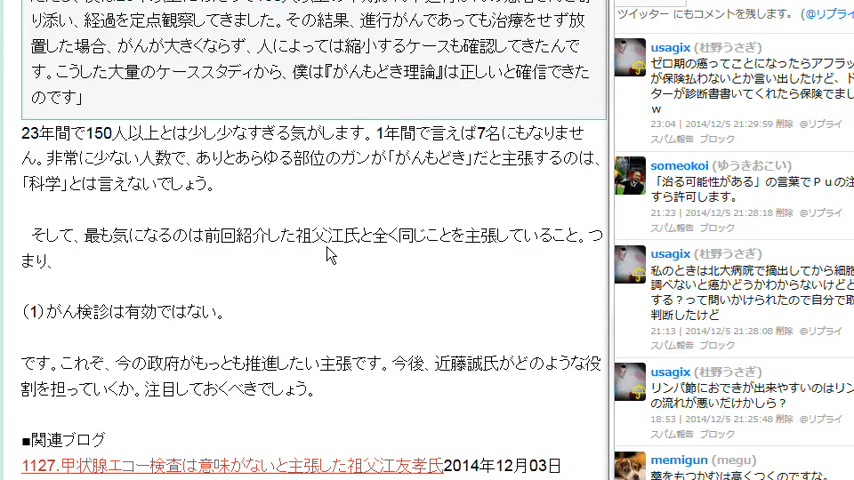 り添い、経過を定点観察してきました。その結果、進行がんであっても治療をせず放
置した場合、がんが大きくならず、人によっては縮小するケースも確認してきたんで
す。こうした大量のケーススタディから、僕は『がんもどき理論』は正しいと確信できた
のです」
23年間で150人以上とは少し少なすぎる気がします。1年間で言えば7名にもなりませ
ん。非常に少ない人数で、ありとあらゆる部位のガンが「がんもどき」だと主張するのは、
「科学」とは言えないでしょう。
そして、最も気になるのは前回紹介した祖父江氏と全く同じことを主張していること。つ
まり、
（1）がん検診は有効ではない。
です。これぞ、今の政府がもっとも推進したい主張です。今後、近藤誠氏がどのような役
割を担っていくか。注目しておくべきでしょう。
■関連ブログ
1127.甲状腺エコー検査は意味がないと主張した祖父江友孝氏2014年12月03日
ツイッター にもコメントを残します。（@リプライ
usagix (杜野うさぎ)
ゼロ期の癌ってことになったらアフラッ
が保険払わないとか言い出したけど、ド
ターが診断書書いてくれたら保険でまし
w
23:04 | 2014/12/5 21:29:59 削除 @リプライ
スパム報告 ブロック
someokoi (ゆうきおこい)
「治る可能性がある」の言葉でＰｕの注
すら許可します。
21:23 | 2014/12/5 21:28:18 削除 @リプライ
スパム報告 ブロック
usagix (杜野うさぎ)
私のときは北大病院で摘出してから細胞
調べないと癌かどうかわからないけどど
する？って問いかけられたので自分で取
判断したけど
21:13 | 2014/12/5 21:28:08 削除 @リプライ
スパム報告 ブロック
usagix (杜野うさぎ)
リンパ節におできが出来やすいのはリン
の流れが悪いだけかしら？
18:53 | 2014/12/5 21:25:48 削除 @リプライ
スパム報告 ブロック
memigun (megu)
薬をもつかむは高くつくのですな。